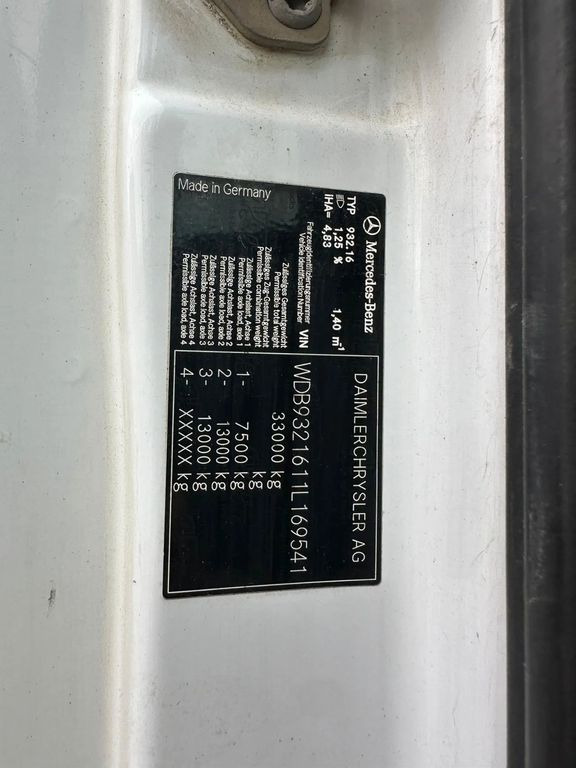 Mercedes-Benz
DAIMLERCHRYSLER AG
TYP 932.16
1,25 % 1,40 m⁻¹
IHA= 4,83
Fahrzeugidentifizierungsnummer
Vehicle Identification Number VIN WDB9321611L169541
Zulässiges Gesamtgewicht
Permissible total weight 33000 kg
Zulässiges Zug-Gesamtgewicht
Permissible combination weight kg
Zulässige Achslast, Achse 1
Permissible axle load, axle 1 1- 7500 kg
Zulässige Achslast, Achse 2
Permissible axle load, axle 2 2- 13000 kg
Zulässige Achslast, Achse 3
Permissible axle load, axle 3 3- 13000 kg
Zulässige Achslast, Achse 4
Permissible axle load, axle 4 4- XXXXX kg
Made in Germany